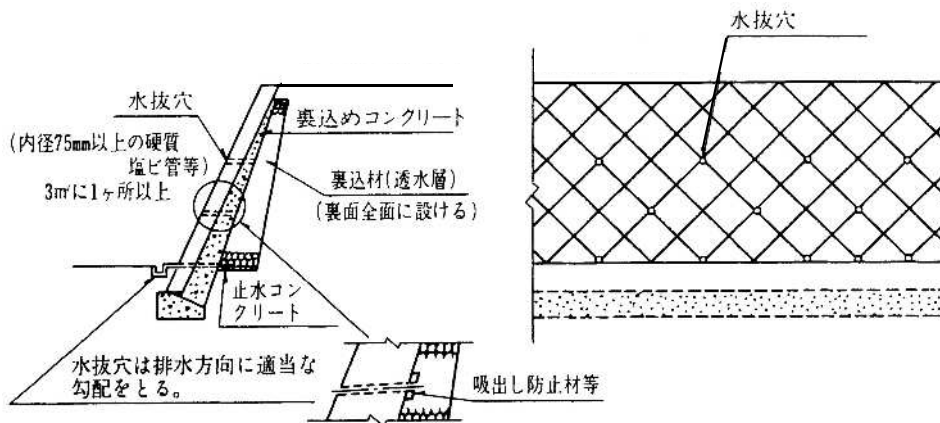 水抜穴
(内径75mm以上の硬質
塩ビ管等)
3㎡に1ヶ所以上
裏込めコンクリート
裏込材(透水層)
(裏面全面に設ける)
止水コン
クリート
水抜穴は排水方向に適当な
勾配をとる。
吸出し防止材等
水抜穴